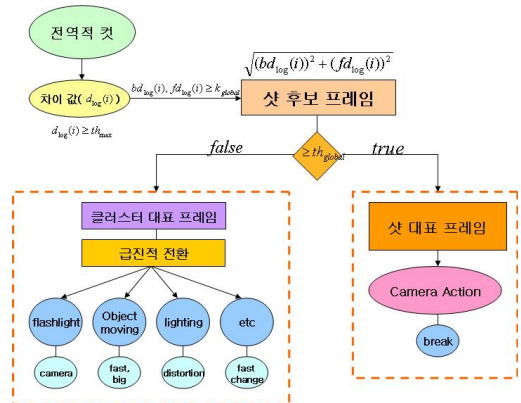 전역적 컷
차이 값( d_log(i) )
d_log(i) ≥ th_max
bd_log(i), fd_log(i) ≥ k_global
√((bd_log(i))² + (fd_log(i))²)
샷 후보 프레임
≥ th_global
false
true
클러스터 대표 프레임
급진적 전환
flashlight
Object
moving
lighting
etc
camera
fast,
big
distortion
fast
change
샷 대표 프레임
Camera Action
break